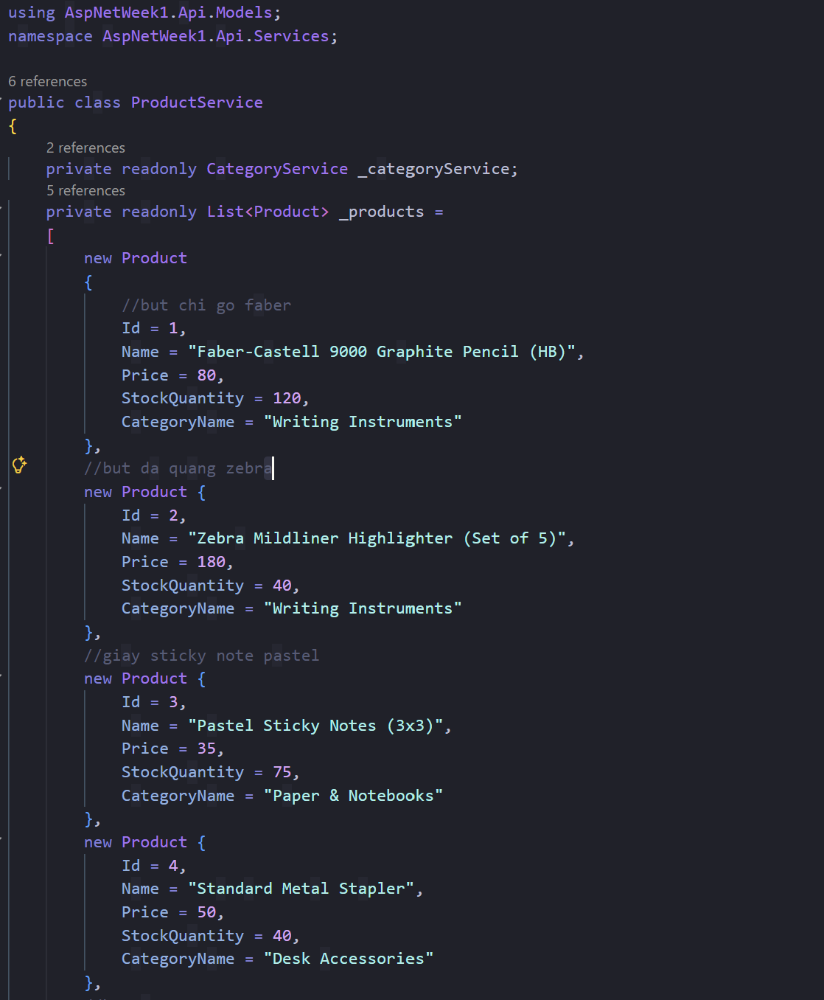 using AspNetWeek1.Api.Models;
namespace AspNetWeek1.Api.Services;
6 references
public class ProductService
{
2 references
private readonly CategoryService _categoryService;
5 references
private readonly List<Product> _products =
[
new Product
{
//but chi go faber
Id = 1,
Name = "Faber-Castell 9000 Graphite Pencil (HB)",
Price = 80,
StockQuantity = 120,
CategoryName = "Writing Instruments"
},
//but da quang zebra
new Product {
Id = 2,
Name = "Zebra Mildliner Highlighter (Set of 5)",
Price = 180,
StockQuantity = 40,
CategoryName = "Writing Instruments"
},
//giay sticky note pastel
new Product {
Id = 3,
Name = "Pastel Sticky Notes (3x3)",
Price = 35,
StockQuantity = 75,
CategoryName = "Paper & Notebooks"
},
new Product {
Id = 4,
Name = "Standard Metal Stapler",
Price = 50,
StockQuantity = 40,
CategoryName = "Desk Accessories"
},